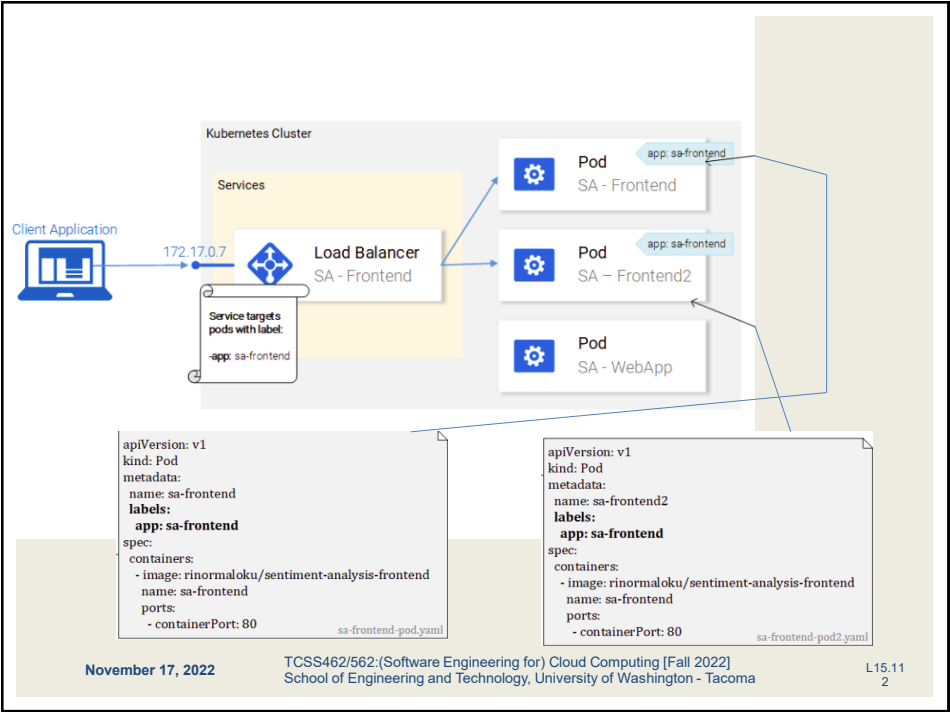 Kubernetes Cluster
Services
Client Application
172.17.0.7
Load Balancer
SA - Frontend
Service targets
pods with label:
-app: sa-frontend
Pod
SA - Frontend
app: sa-frontend
Pod
SA – Frontend2
app: sa-frontend
Pod
SA - WebApp
apiVersion: v1
kind: Pod
metadata:
name: sa-frontend
labels:
app: sa-frontend
spec:
containers:
- image: rinormaloku/sentiment-analysis-frontend
name: sa-frontend
ports:
- containerPort: 80
sa-frontend-pod.yaml
apiVersion: v1
kind: Pod
metadata:
name: sa-frontend2
labels:
app: sa-frontend
spec:
containers:
- image: rinormaloku/sentiment-analysis-frontend
name: sa-frontend
ports:
- containerPort: 80
sa-frontend-pod2.yaml
November 17, 2022
TCSS462/562:(Software Engineering for) Cloud Computing [Fall 2022]
School of Engineering and Technology, University of Washington - Tacoma
L15.11
2